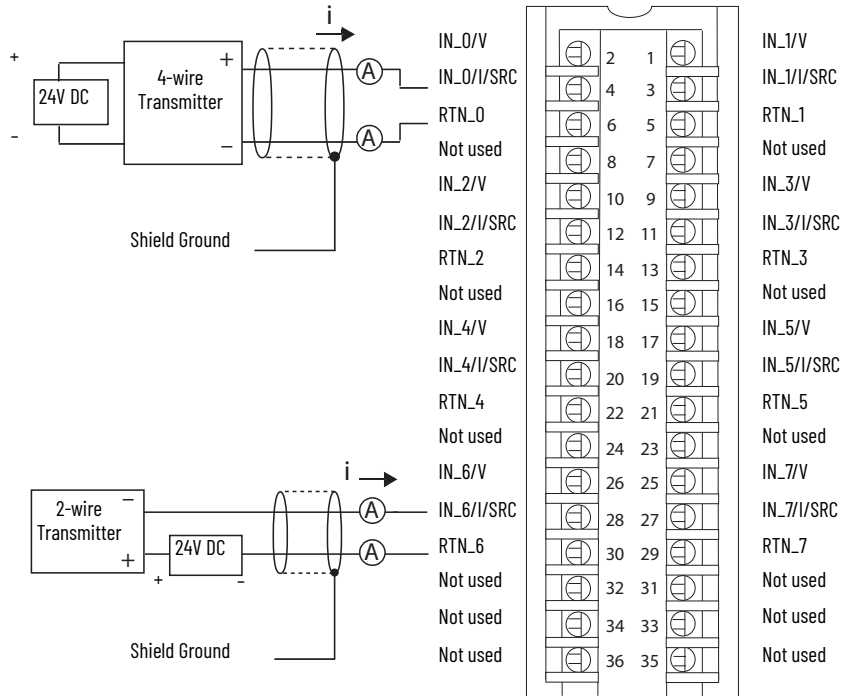 i
+
24V DC
-
4-wire
Transmitter
+
–
A
A
Shield Ground
IN_0/V
IN_0/I/SRC
RTN_0
Not used
IN_2/V
IN_2/I/SRC
RTN_2
Not used
IN_4/V
IN_4/I/SRC
RTN_4
Not used
IN_6/V
IN_6/I/SRC
RTN_6
Not used
Not used
Not used
i
2-wire
Transmitter
–
+
24V DC
+
-
A
A
Shield Ground
2 1
4 3
6 5
8 7
10 9
12 11
14 13
16 15
18 17
20 19
22 21
24 23
26 25
28 27
30 29
32 31
34 33
36 35
IN_1/V
IN_1/I/SRC
RTN_1
Not used
IN_3/V
IN_3/I/SRC
RTN_3
Not used
IN_5/V
IN_5/I/SRC
RTN_5
Not used
IN_7/V
IN_7/I/SRC
RTN_7
Not used
Not used
Not used